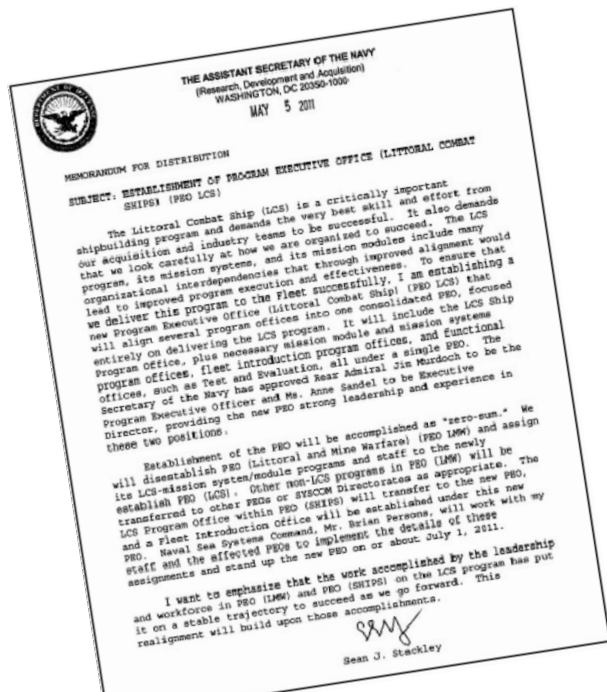 THE ASSISTANT SECRETARY OF THE NAVY
(Research, Development and Acquisition)
WASHINGTON, DC 20350-1000
MAY 5 2011
MEMORANDUM FOR DISTRIBUTION
SUBJECT: ESTABLISHMENT OF PROGRAM EXECUTIVE OFFICE (LITTORAL COMBAT
SHIPS) (PEO LCS)
The Littoral Combat Ship (LCS) is a critically important
shipbuilding program and demands the very best skill and effort from
our acquisition and industry teams to be successful. It also demands
that we look carefully at how we are organized to succeed. The LCS
program, its mission systems, and its mission modules include many
organizational interdependencies that through improved alignment would
lead to improved program execution and effectiveness. To ensure that
we deliver this program to the Fleet successfully, I am establishing a
new Program Executive Office (Littoral Combat Ship) (PEO LCS) that
will align several program offices into one consolidated PEO, focused
entirely on delivering the LCS program. It will include the LCS Ship
Program Office, plus necessary mission module and mission systems
program offices, fleet introduction program offices, and functional
offices, such as Test and Evaluation, all under a single PEO. The
Secretary of the Navy has approved Rear Admiral Jim Murdoch to be the
Program Executive Officer and Ms. Anne Sandel to be Executive
Director, providing the new PEO strong leadership and experience in
these two positions.
Establishment of the PEO will be accomplished as "zero-sum." We
will disestablish PEO (Littoral and Mine Warfare) (PEO LMW) and assign
its LCS-mission system/module programs and staff to the newly
establish PEO (LCS). Other non-LCS programs in PEO (LMW) will be
transferred to other PEOs or SYSCOM Directorates as appropriate. The
LCS Program Office within PEO (SHIPS) will transfer to the new PEO,
and a Fleet Introduction Office will be established under this new
PEO. Naval Sea Systems Command, Mr. Brian Persons, will work with my
staff and the effected PEOs to implement the details of these
assignments and stand up the new PEO on or about July 1, 2011.
I want to emphasize that the work accomplished by the leadership
and workforce in PEO (LMW) and PEO (SHIPS) on the LCS program has put
it on a stable trajectory to succeed as we go forward. This
realignment will build upon those accomplishments.
Sean J. Stackley